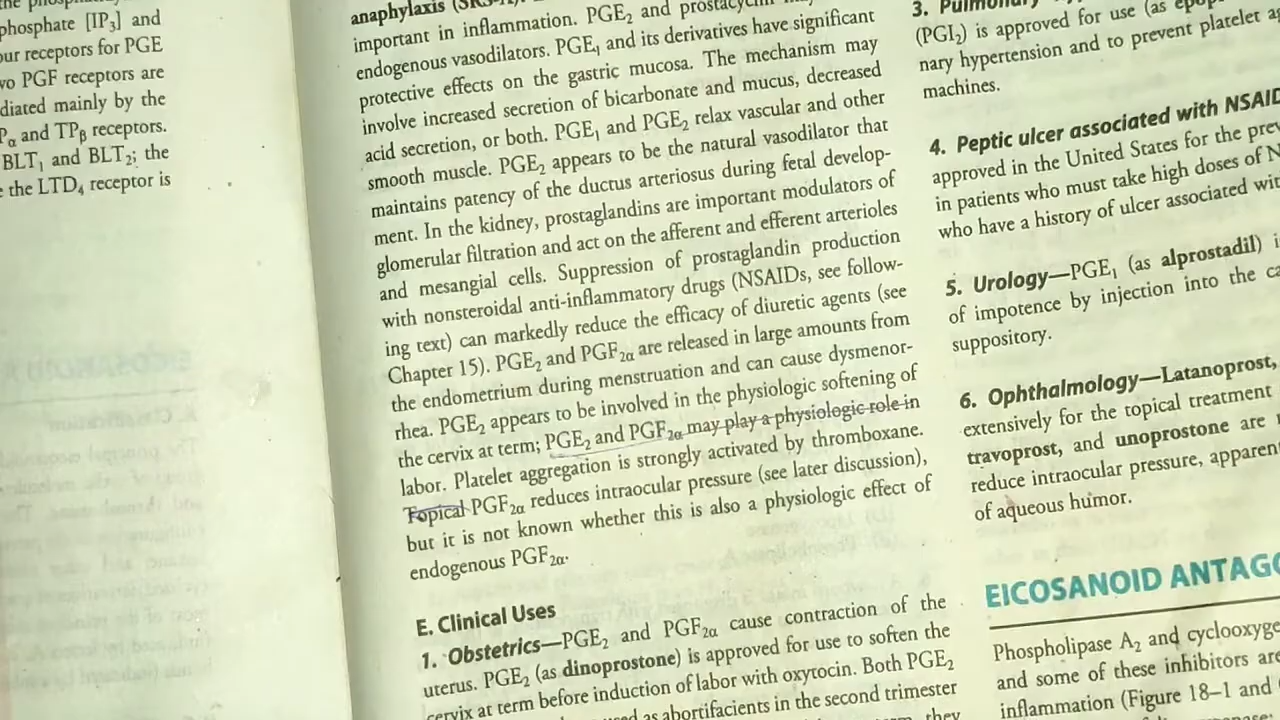 phosphate [IP3] and
our receptors for PGE
wo PGF receptors are
diated mainly by the
Pα and TPβ receptors.
BLT1 and BLT2; the
the LTD4 receptor is
anaphylaxis
important in inflammation. PGE2 and prostacyclin
endogenous vasodilators. PGE1 and its derivatives have significant
protective effects on the gastric mucosa. The mechanism may
involve increased secretion of bicarbonate and mucus, decreased
acid secretion, or both. PGE1 and PGE2 relax vascular and other
smooth muscle. PGE2 appears to be the natural vasodilator that
maintains patency of the ductus arteriosus during fetal develop-
ment. In the kidney, prostaglandins are important modulators of
glomerular filtration and act on the afferent and efferent arterioles
and mesangial cells. Suppression of prostaglandin production
with nonsteroidal anti-inflammatory drugs (NSAIDs, see follow-
ing text) can markedly reduce the efficacy of diuretic agents (see
Chapter 15). PGE2 and PGF2α are released in large amounts from
the endometrium during menstruation and can cause dysmenor-
rhea. PGE2 appears to be involved in the physiologic softening of
the cervix at term; PGE2 and PGF2α may play a physiologic role in
labor. Platelet aggregation is strongly activated by thromboxane.
Topical PGF2α reduces intraocular pressure (see later discussion),
but it is not known whether this is also a physiologic effect of
endogenous PGF2α.
E. Clinical Uses
1. Obstetrics—PGE2 and PGF2α cause contraction of the
uterus. PGE2 (as dinoprostone) is approved for use to soften the
cervix at term before induction of labor with oxytocin. Both PGE2
as abortifacients in the second trimester
they
3. Pulmonary
(PGI2) is approved for use (as
nary hypertension and to prevent platelet
machines.
4. Peptic ulcer associated with NSAID
approved in the United States for the
in patients who must take high doses of
who have a history of ulcer associated
5. Urology—PGE1 (as alprostadil)
of impotence by injection into the
suppository.
6. Ophthalmology—Latanoprost,
extensively for the topical treatment
travoprost, and unoprostone are
reduce intraocular pressure,
of aqueous humor.
EICOSANOID
Phospholipase A2 and
and some of these inhibitors are
inflammation (Figure 18–1 and